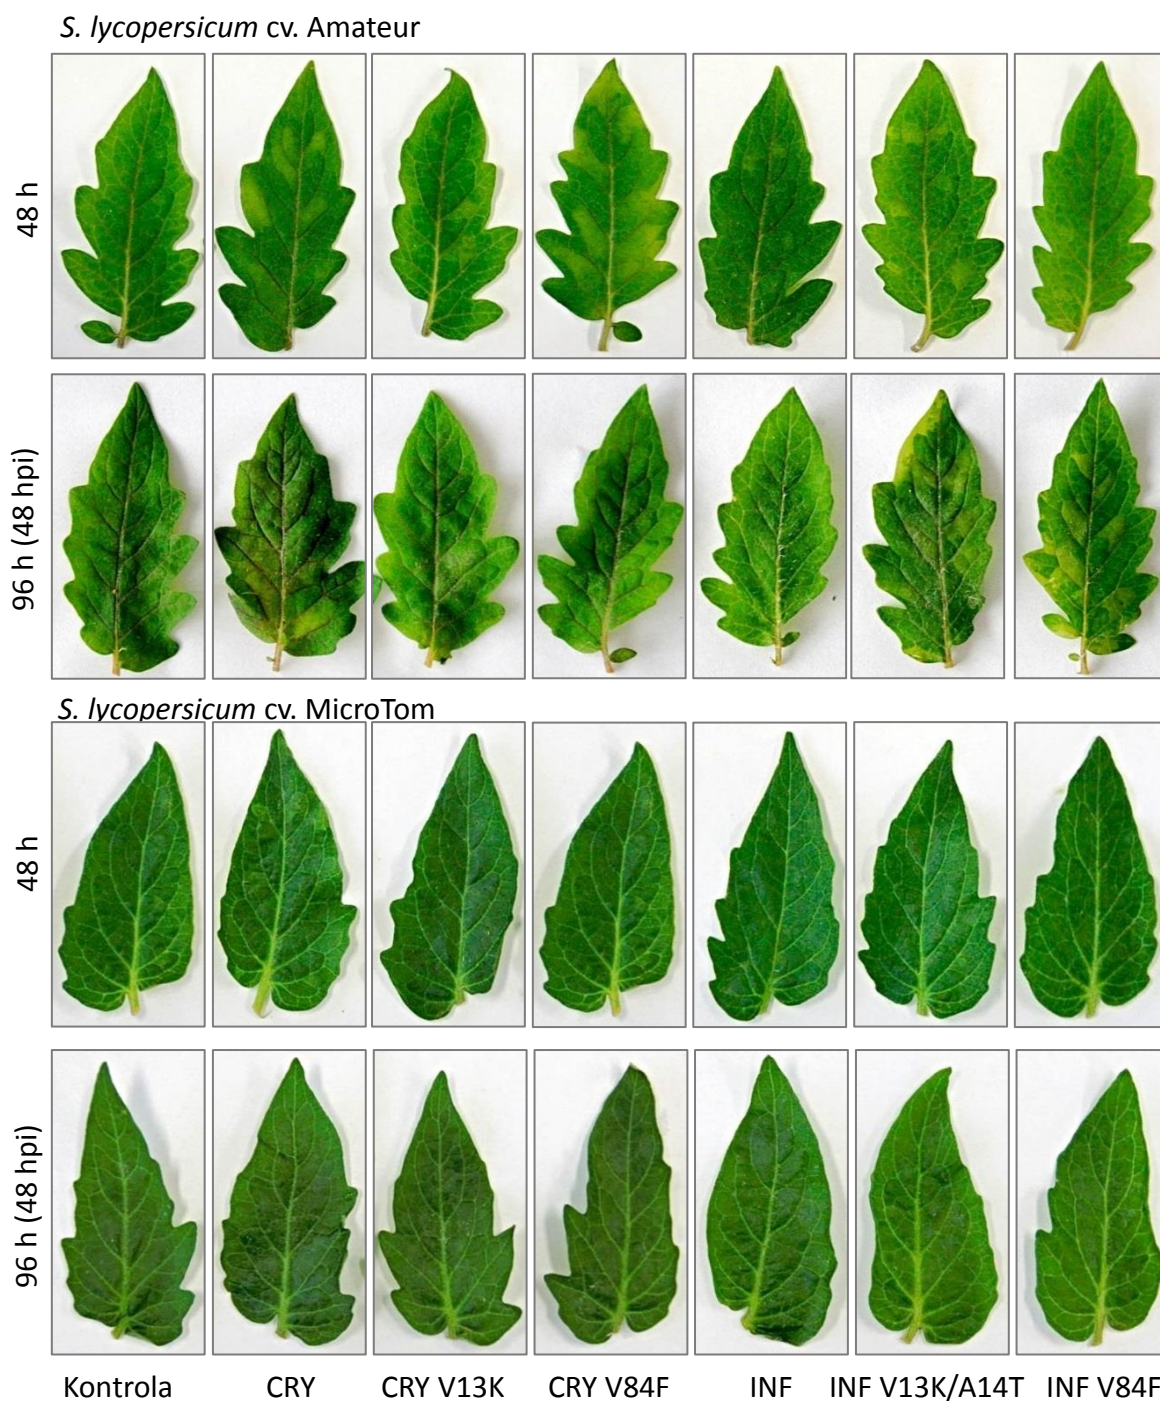 S. lycopersicum cv. Amateur
48 h
96 h (48 hpi)
S. lycopersicum cv. MicroTom
48 h
96 h (48 hpi)
Kontrola CRY CRY V13K CRY V84F INF INF V13K/A14T INF V84F